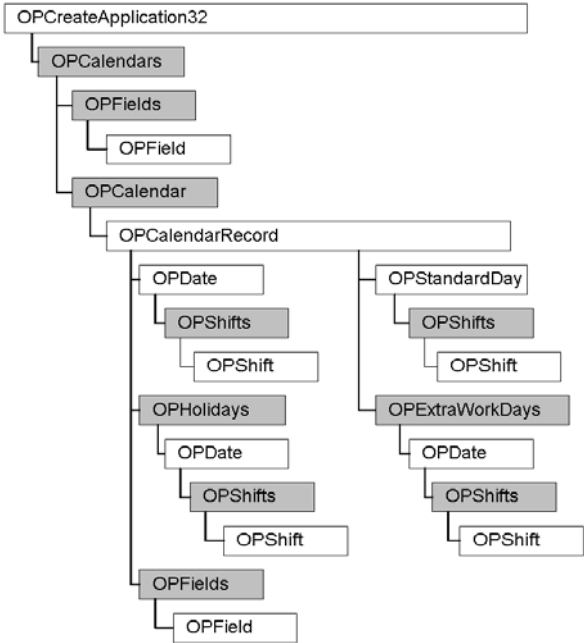 OPCreateApplication32
OPCalendars
OPFields
OPField
OPCalendar
OPCalendarRecord
OPDate
OPShifts
OPShift
OPHolidays
OPDate
OPShifts
OPShift
OPFields
OPField
OPStandardDay
OPShifts
OPShift
OPExtraWorkDays
OPDate
OPShifts
OPShift